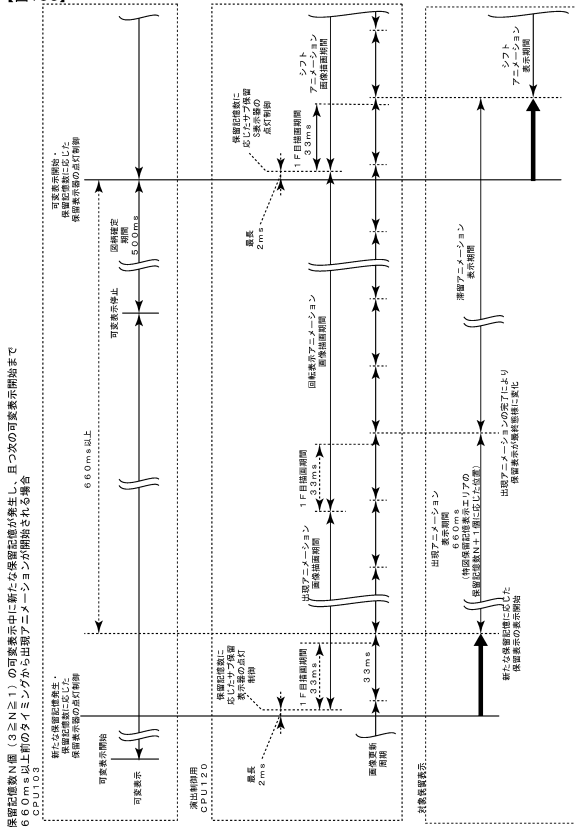 保留記憶数N個（3≧N≧1）の可変表示中に新たな保留記憶が発生し、且つ次の可変表示開始まで
660ms以上前のタイミングから出現アニメーションが開始される場合
CPU103
新たな保留記憶発生・
保留記憶数に応じた
保留表示器の点灯制御
可変表示開始・
保留記憶数に応じた
保留表示器の点灯制御
660ms以上
可変表示開始
可変表示停止
図柄確定
期間
500ms
可変表示
演出制御用
CPU120
最長
2ms
保留記憶数に
応じたサブ保留
表示器の点灯
制御
最長
2ms
保留記憶数に
応じたサブ保留
S表示器の
点灯制御
1F目描画期間
33ms
1F目描画期間
33ms
1F目描画期間
33ms
出現アニメーション
画像描画期間
回転表示アニメーション
画像描画期間
シフト
アニメーション
画像描画期間
33ms
画像更新
周期
対象保留表示
新たな保留記憶に応じた
保留表示の表示開始
出現アニメーション
表示期間
660ms
（特図保留記憶表示エリアの
保留記憶数N+1個に応じた位置）
出現アニメーションの完了により
保留表示が最終態様に変化
滞留アニメーション
表示期間
シフト
アニメーション
表示期間